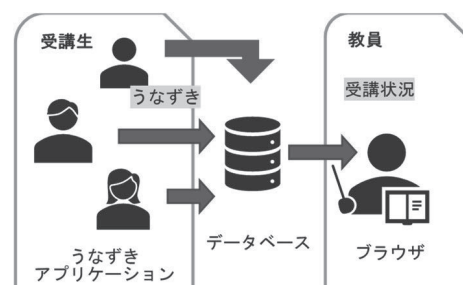 受講生
教員
うなずき
受講状況
データベース
ブラウザ
うなずき
アプリケーション